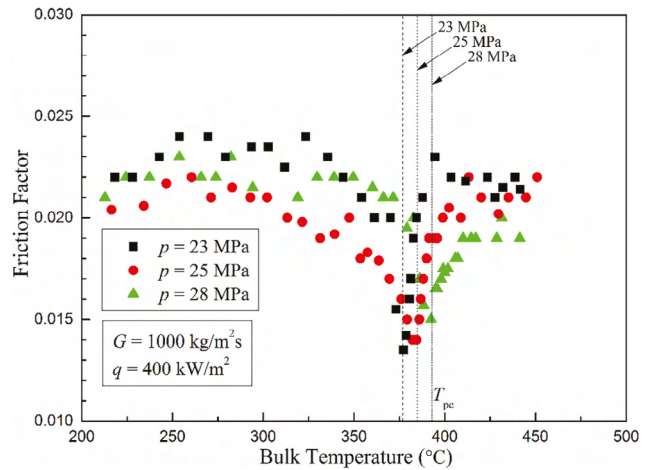 0.030
0.025
0.020
0.015
0.010
Friction Factor
23 MPa
25 MPa
28 MPa
p = 23 MPa
p = 25 MPa
p = 28 MPa
G = 1000 kg/m²s
q = 400 kW/m²
Tpc
200
250
300
350
400
450
500
Bulk Temperature (°C)